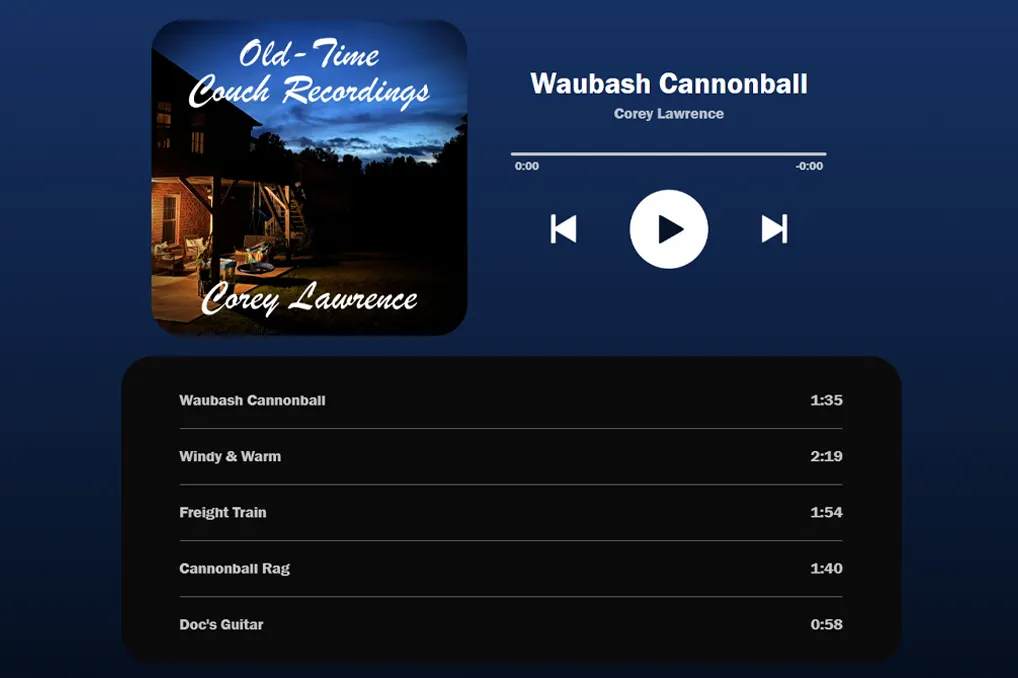 Old-Time
Couch Recordings
Corey Lawrence
Waubash Cannonball
Corey Lawrence
0:00 -0:00
Waubash Cannonball 1:35
Windy & Warm 2:19
Freight Train 1:54
Cannonball Rag 1:40
Doc's Guitar 0:58